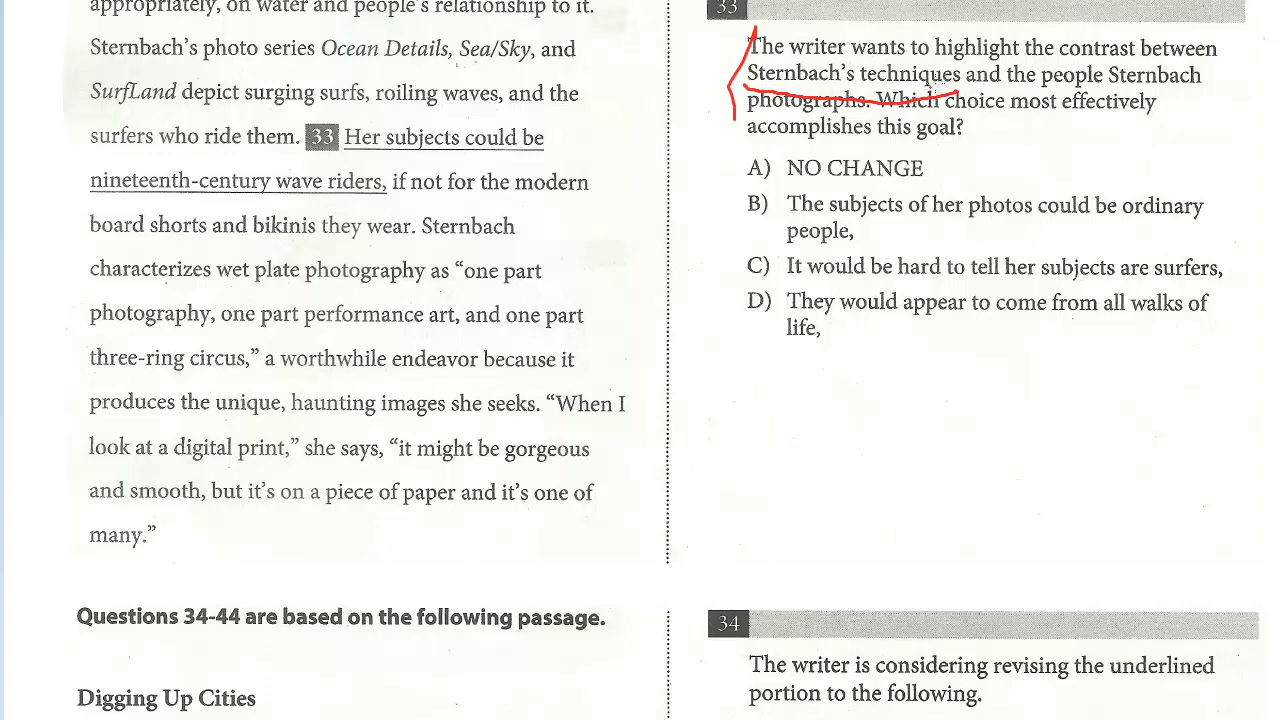 appropriately, on water and people's relationship to it.
Sternbach's photo series Ocean Details, Sea/Sky, and
SurfLand depict surging surfs, roiling waves, and the
surfers who ride them. 33 Her subjects could be
nineteenth-century wave riders, if not for the modern
board shorts and bikinis they wear. Sternbach
characterizes wet plate photography as “one part
photography, one part performance art, and one part
three-ring circus,” a worthwhile endeavor because it
produces the unique, haunting images she seeks. “When I
look at a digital print,” she says, “it might be gorgeous
and smooth, but it's on a piece of paper and it's one of
many.”
Questions 34-44 are based on the following passage.
Digging Up Cities
33
The writer wants to highlight the contrast between
Sternbach's techniques and the people Sternbach
photographs. Which choice most effectively
accomplishes this goal?
A) NO CHANGE
B) The subjects of her photos could be ordinary
people,
C) It would be hard to tell her subjects are surfers,
D) They would appear to come from all walks of
life,
34
The writer is considering revising the underlined
portion to the following.